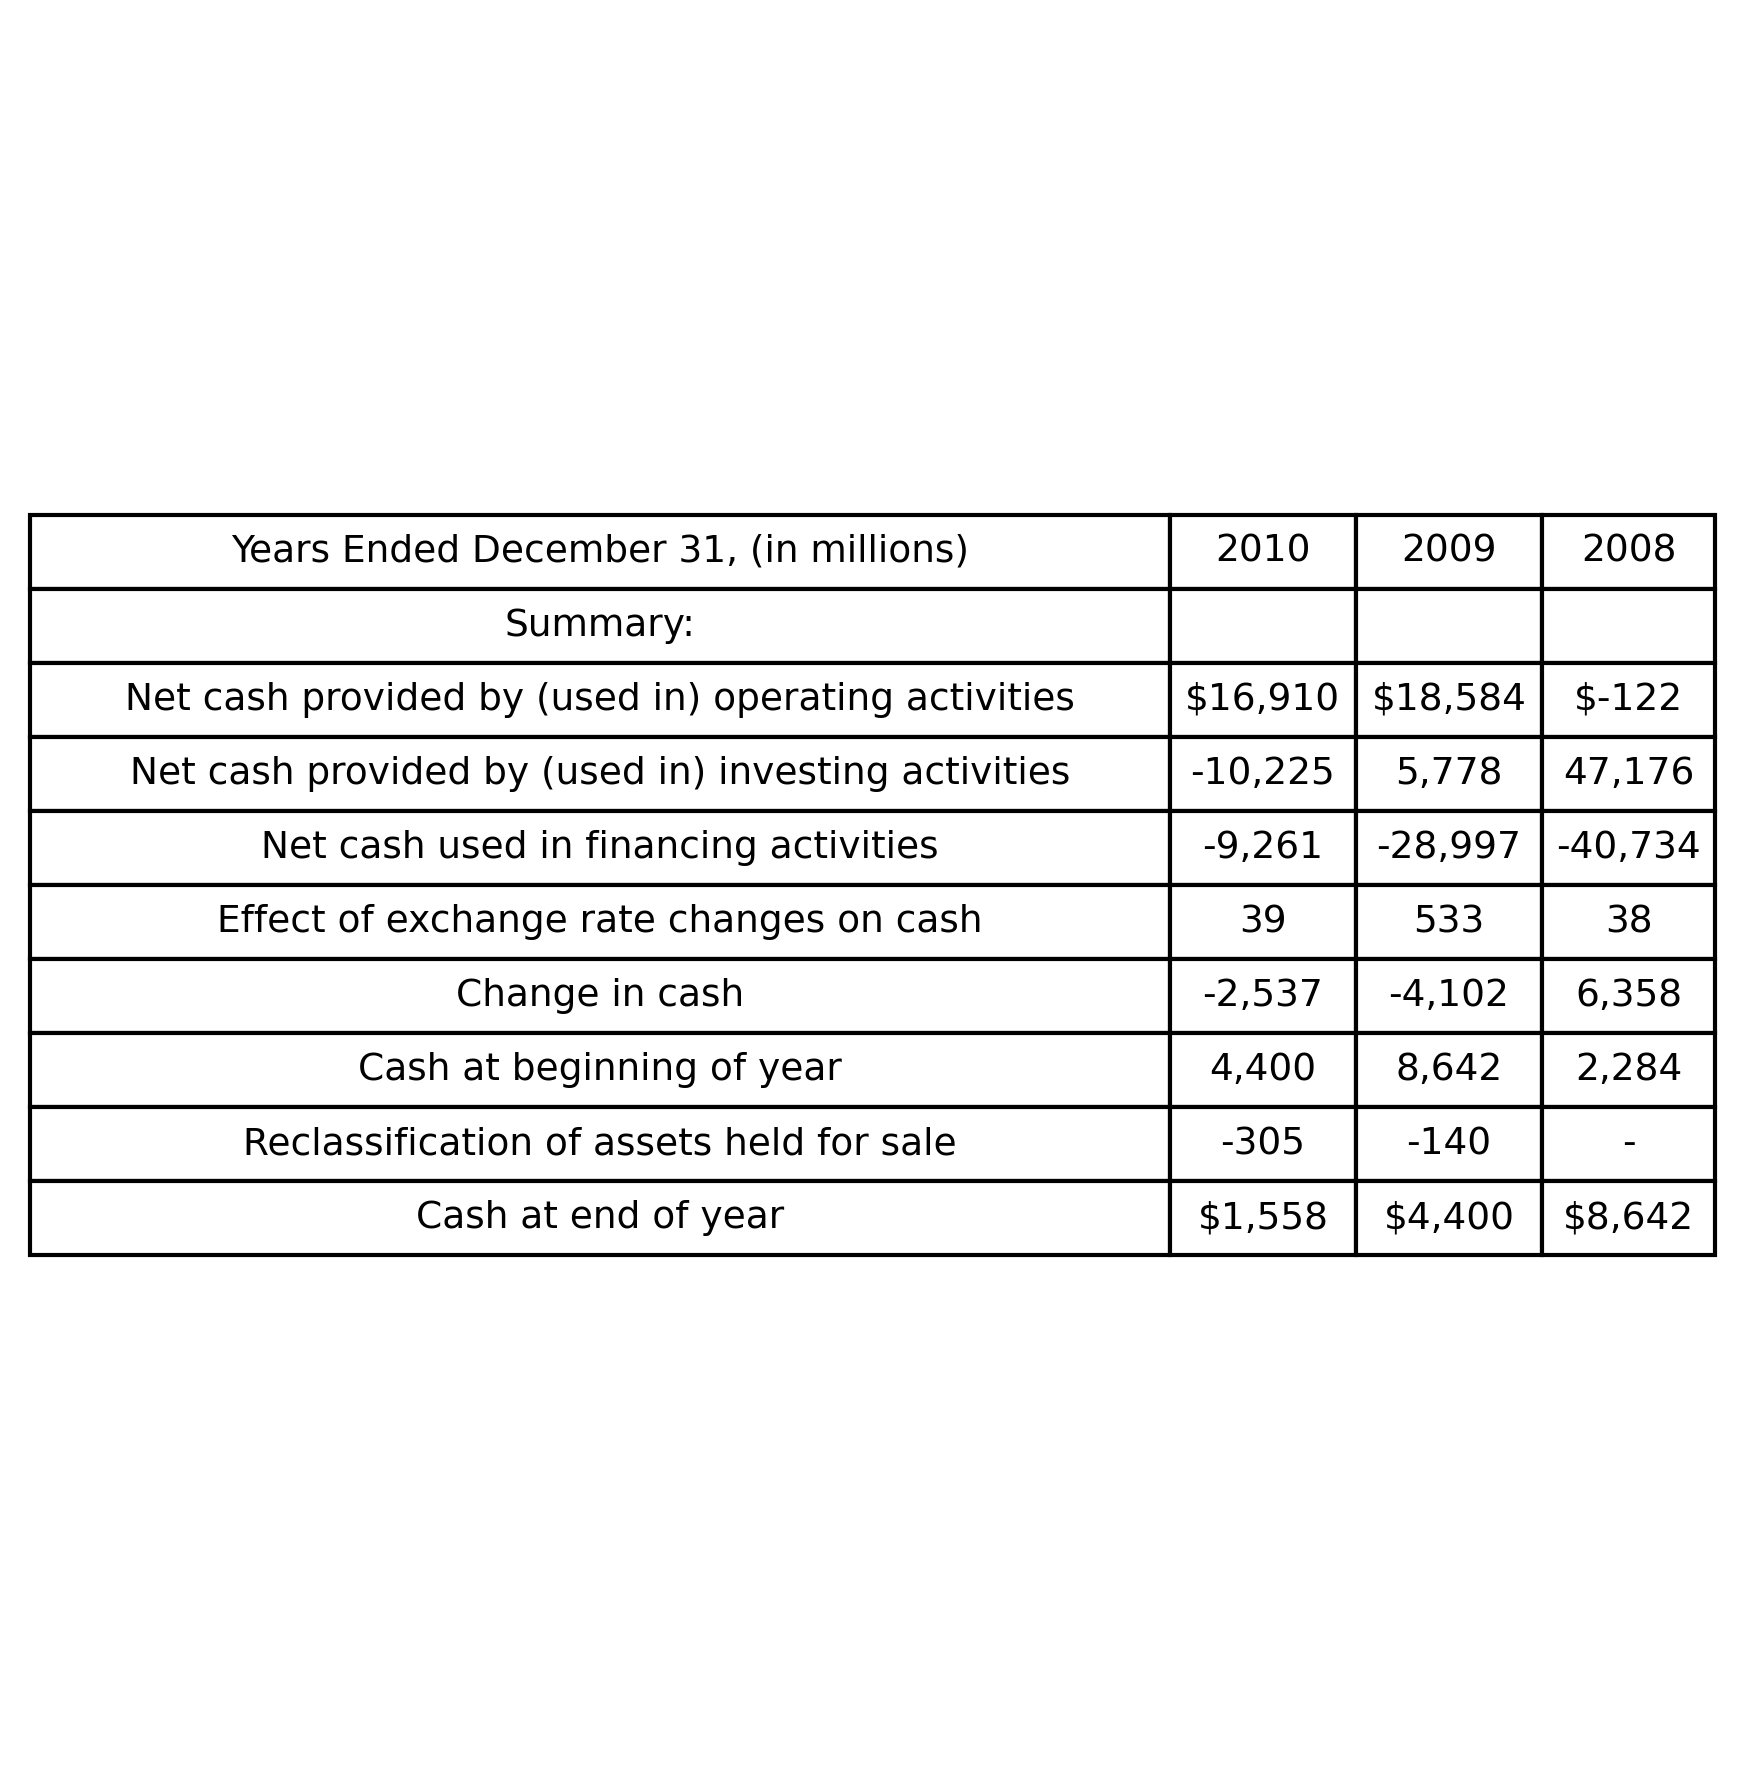 Years Ended December 31, (in millions) 2010 2009 2008
Summary:
Net cash provided by (used in) operating activities $16,910 $18,584 $-122
Net cash provided by (used in) investing activities -10,225 5,778 47,176
Net cash used in financing activities -9,261 -28,997 -40,734
Effect of exchange rate changes on cash 39 533 38
Change in cash -2,537 -4,102 6,358
Cash at beginning of year 4,400 8,642 2,284
Reclassification of assets held for sale -305 -140 -
Cash at end of year $1,558 $4,400 $8,642